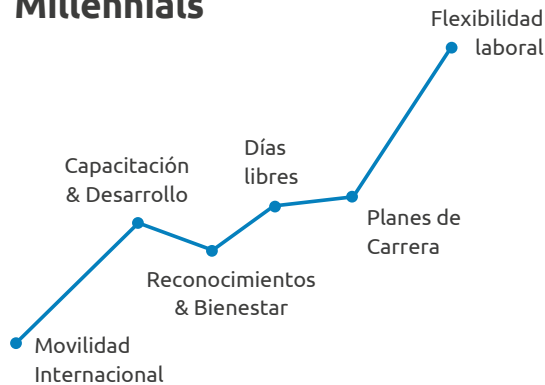 Millennials
Flexibilidad
laboral
Días
libres
Capacitación
& Desarrollo
Planes de
Carrera
Reconocimientos
& Bienestar
Movilidad
Internacional